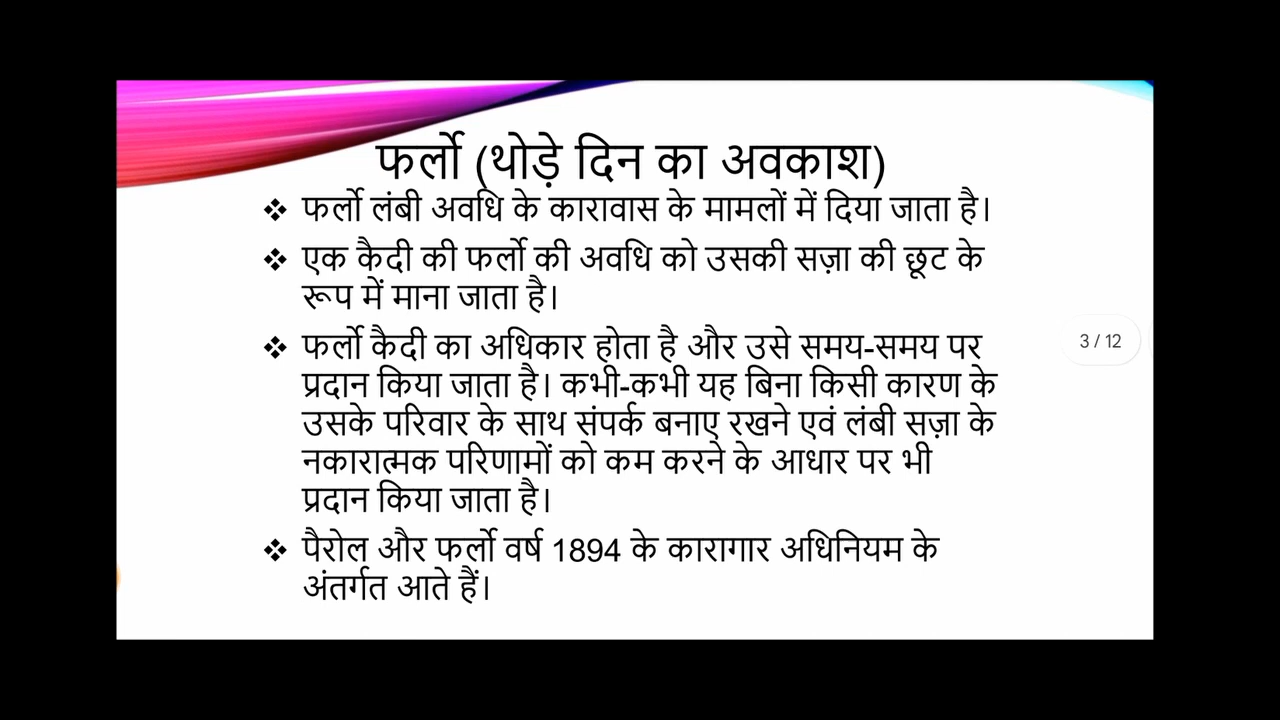 फर्लो (थोड़े दिन का अवकाश)
❖ फर्लो लंबी अवधि के कारावास के मामलों में दिया जाता है।
❖ एक कैदी की फर्लो की अवधि को उसकी सज़ा की छूट के
रूप में माना जाता है।
❖ फर्लो कैदी का अधिकार होता है और उसे समय-समय पर
प्रदान किया जाता है। कभी-कभी यह बिना किसी कारण के
उसके परिवार के साथ संपर्क बनाए रखने एवं लंबी सज़ा के
नकारात्मक परिणामों को कम करने के आधार पर भी
प्रदान किया जाता है।
❖ पैरोल और फर्लो वर्ष 1894 के कारागार अधिनियम के
अंतर्गत आते हैं।
3 / 12